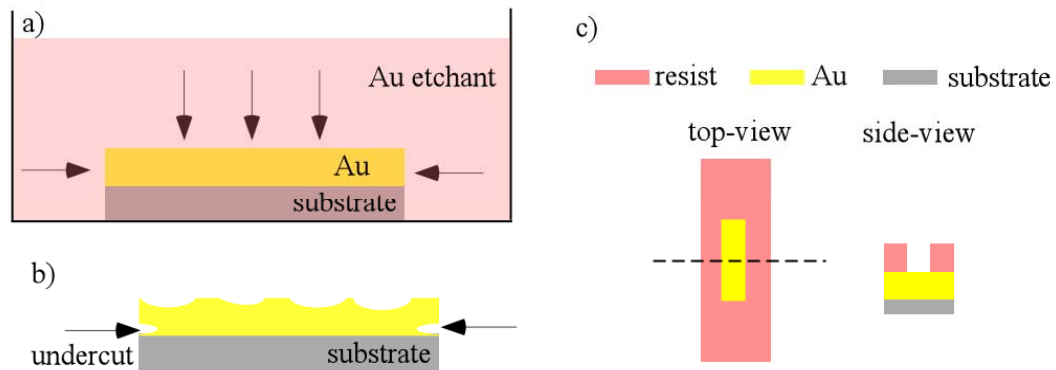 a)
Au etchant
Au
substrate
b)
undercut
substrate
c)
resist
Au
substrate
top-view
side-view